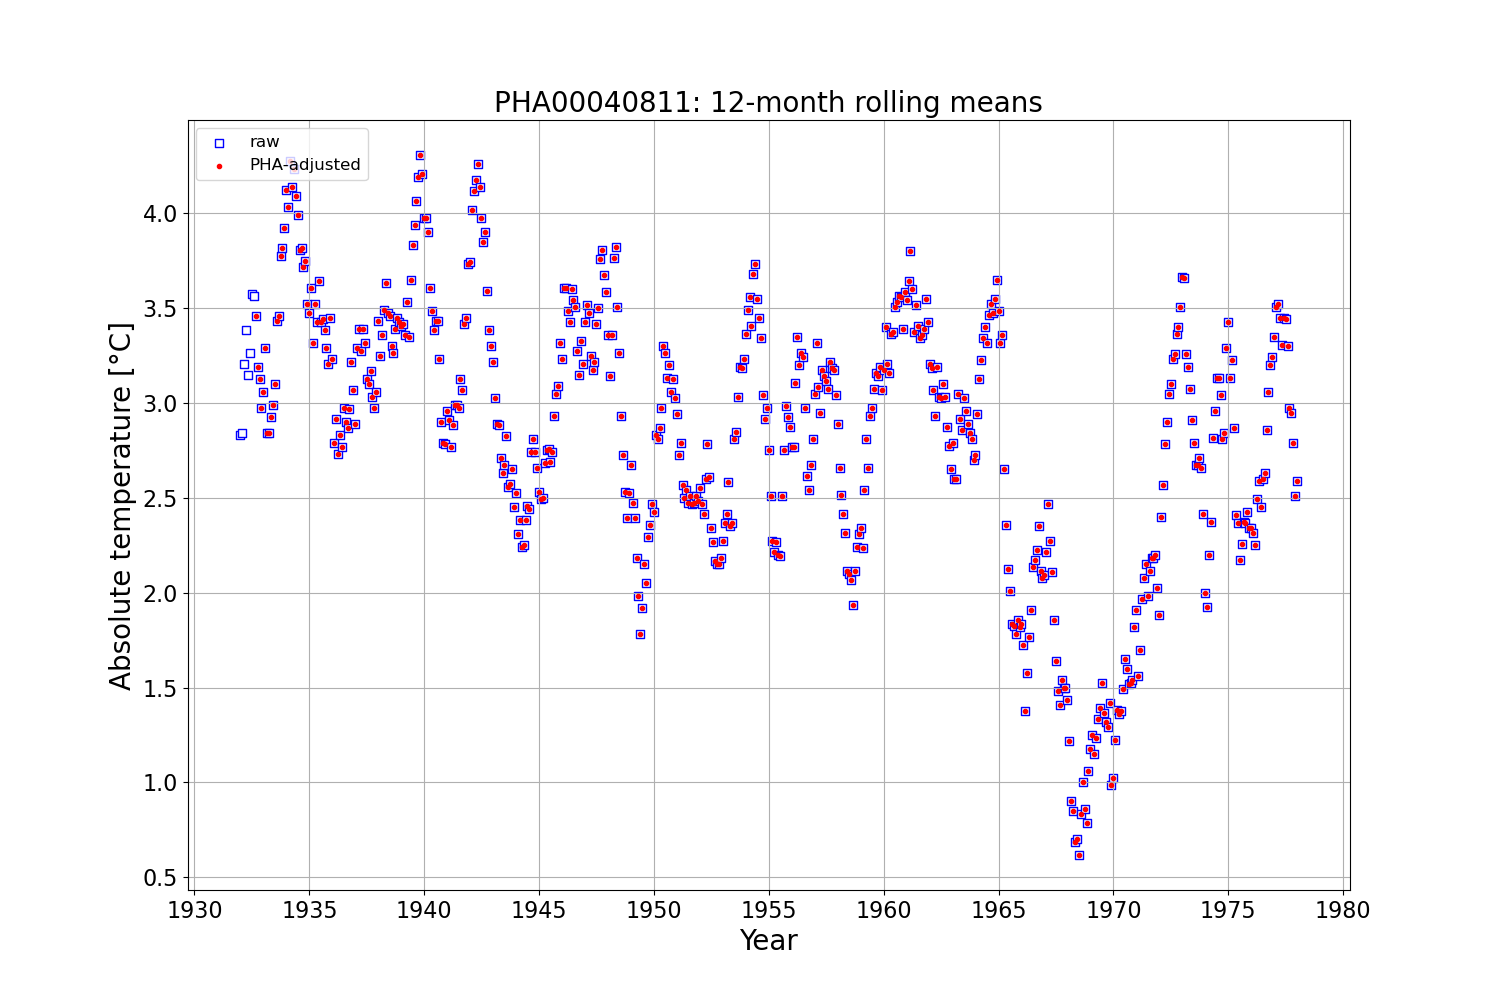 PHA00040811: 12-month rolling means
raw
PHA-adjusted
Absolute temperature [°C]
4.0
3.5
3.0
2.5
2.0
1.5
1.0
0.5
1930 1935 1940 1945 1950 1955 1960 1965 1970 1975 1980
Year